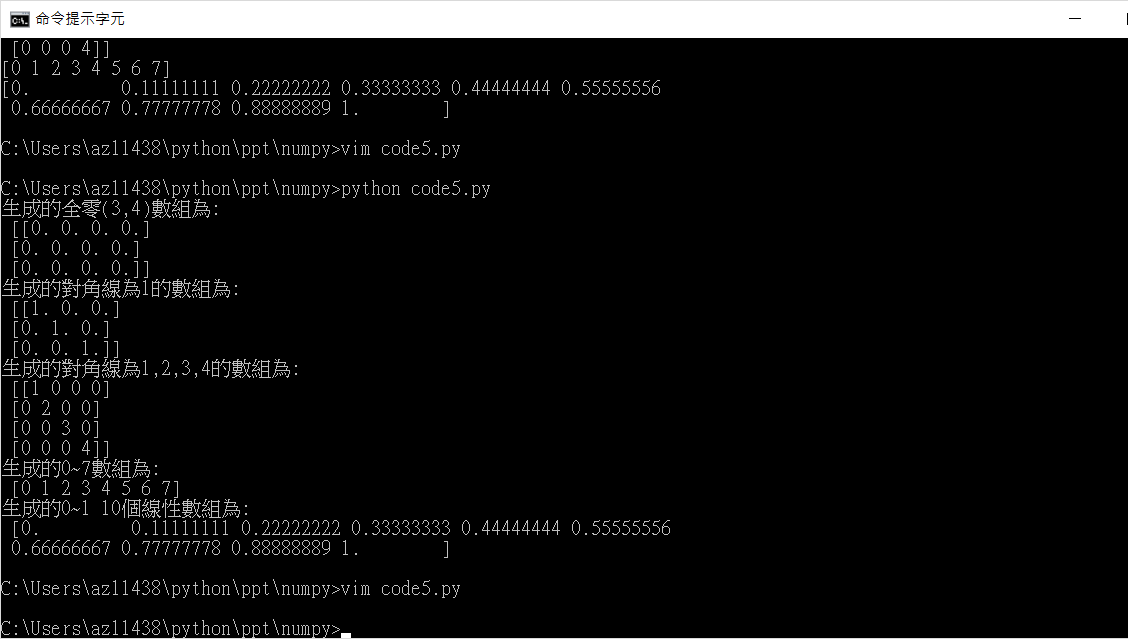 命令提示字元
[0 0 0 4]]
[0 1 2 3 4 5 6 7]
[0.         0.11111111 0.22222222 0.33333333 0.44444444 0.55555556
 0.66666667 0.77777778 0.88888889 1.        ]
C:\Users\az11438\python\ppt\numpy>vim code5.py
C:\Users\az11438\python\ppt\numpy>python code5.py
生成的全零(3,4)數組為:
 [[0. 0. 0. 0.]
 [0. 0. 0. 0.]
 [0. 0. 0. 0.]]
生成的對角線為1的數組為:
 [[1. 0. 0.]
 [0. 1. 0.]
 [0. 0. 1.]]
生成的對角線為1,2,3,4的數組為:
 [[1 0 0 0]
 [0 2 0 0]
 [0 0 3 0]
 [0 0 0 4]]
生成的0~7數組為:
 [0 1 2 3 4 5 6 7]
生成的0~1 10個線性數組為:
 [0.         0.11111111 0.22222222 0.33333333 0.44444444 0.55555556
 0.66666667 0.77777778 0.88888889 1.        ]
C:\Users\az11438\python\ppt\numpy>vim code5.py
C:\Users\az11438\python\ppt\numpy>